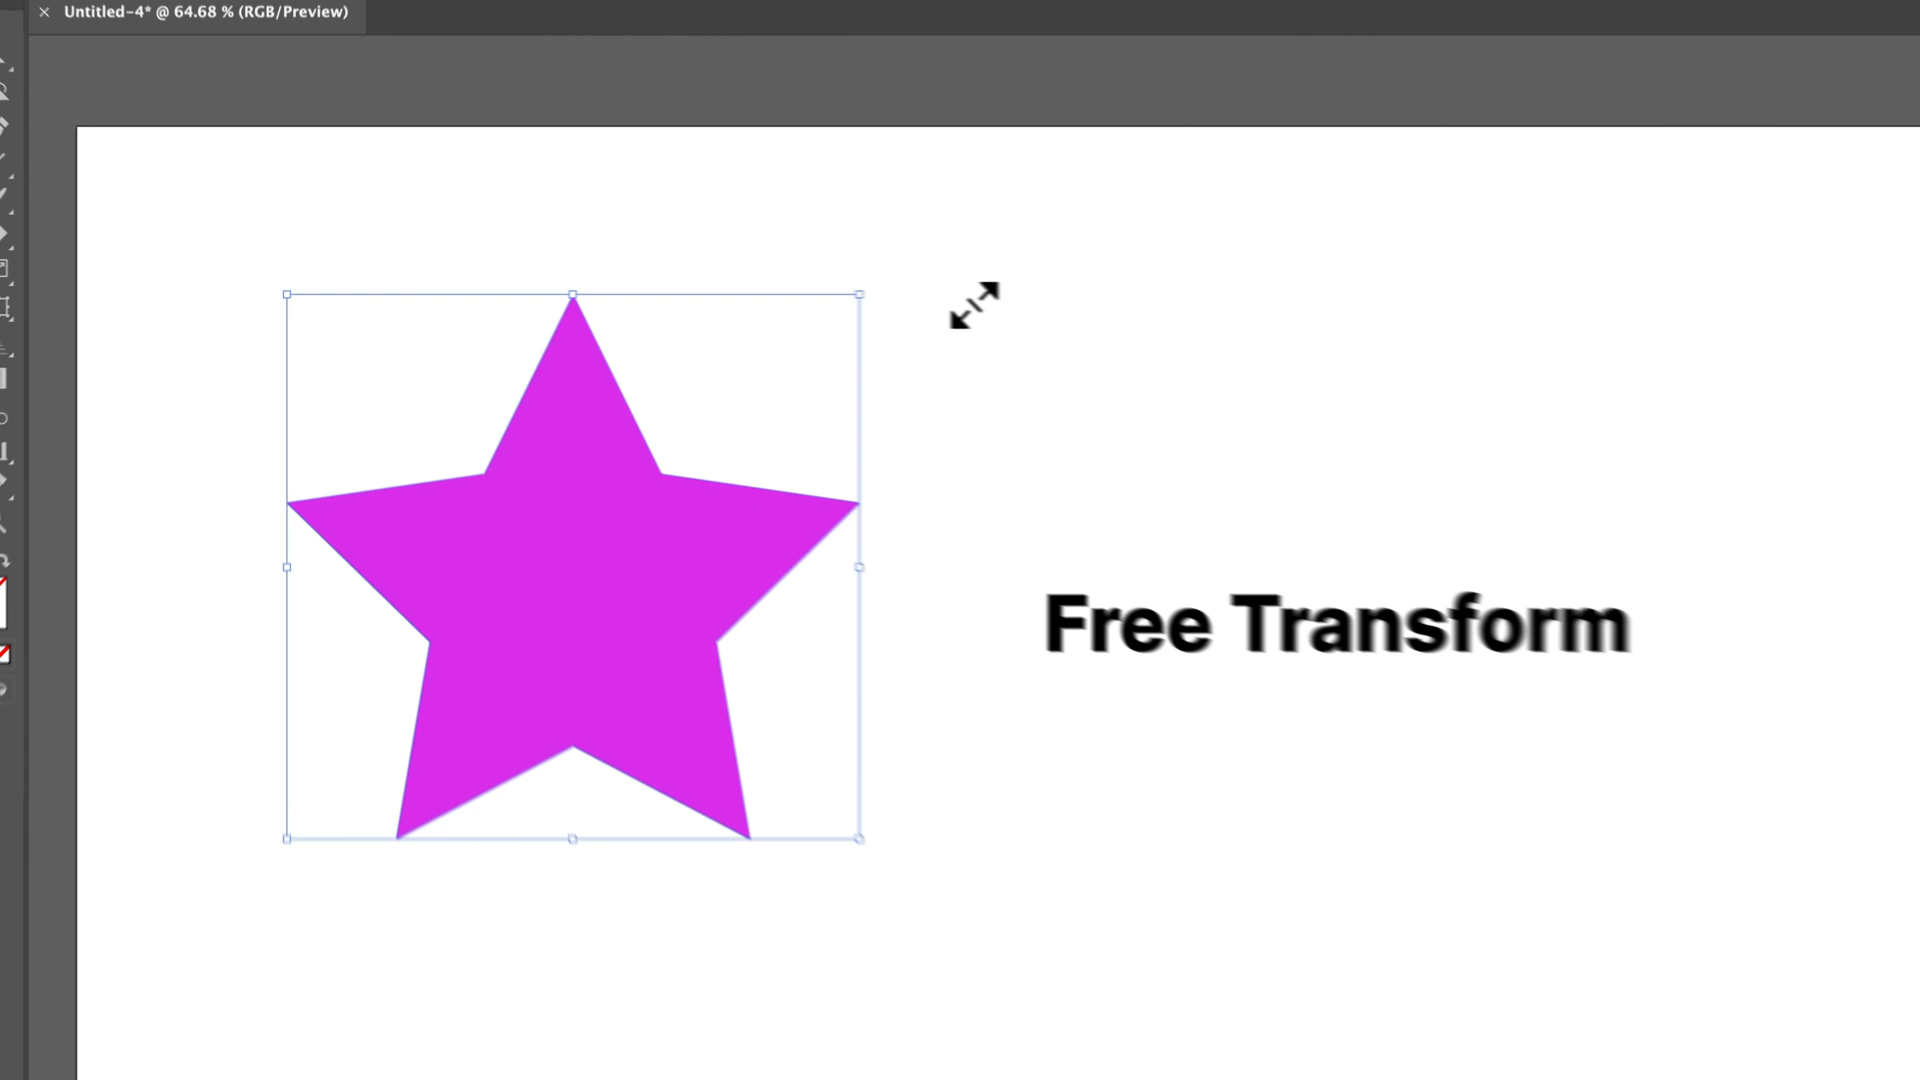 Untitled-4* @ 64.68 % (RGB/Preview)
Free Transform